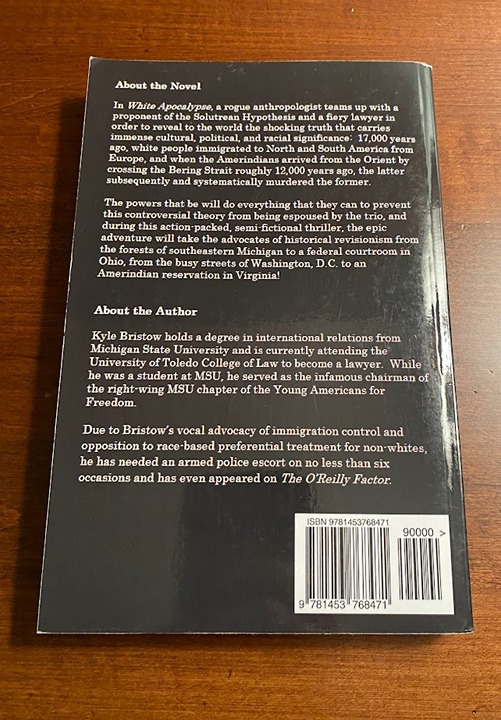 About the Novel
In White Apocalypse, a rogue anthropologist teams up with a
proponent of the Solutrean Hypothesis and a fiery lawyer in
order to reveal to the world the shocking truth that carries
immense cultural, political, and racial significance: 17,000 years
ago, white people immigrated to North and South America from
Europe, and when the Amerindians arrived from the Orient by
crossing the Bering Strait roughly 12,000 years ago, the latter
subsequently and systematically murdered the former.
The powers that be will do everything that they can to prevent
this controversial theory from being espoused by the trio, and
during this action-packed, semi-fictional thriller, the epic
adventure will take the advocates of historical revisionism from
the forests of southeastern Michigan to a federal courtroom in
Ohio, from the busy streets of Washington, D.C. to an
Amerindian reservation in Virginia!
About the Author
Kyle Bristow holds a degree in international relations from
Michigan State University and is currently attending the
University of Toledo College of Law to become a lawyer. While
he was a student at MSU, he served as the infamous chairman of
the right-wing MSU chapter of the Young Americans for
Freedom.
Due to Bristow's vocal advocacy of immigration control and
opposition to race-based preferential treatment for non-whites,
he has needed an armed police escort on no less than six
occasions and has even appeared on The O'Reilly Factor.
ISBN 9781453768471
90000 >
9 781453 768471